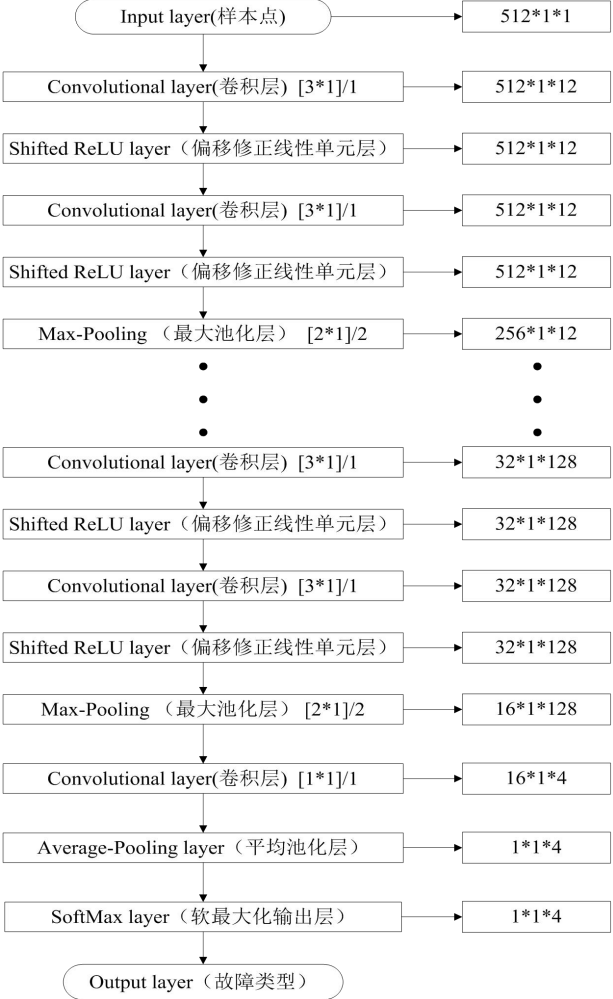 Input layer(样本点) 512*1*1
Convolutional layer(卷积层) [3*1]/1 512*1*12
Shifted ReLU layer（偏移修正线性单元层） 512*1*12
Convolutional layer(卷积层) [3*1]/1 512*1*12
Shifted ReLU layer（偏移修正线性单元层） 512*1*12
Max-Pooling （最大池化层） [2*1]/2 256*1*12
Convolutional layer(卷积层) [3*1]/1 32*1*128
Shifted ReLU layer（偏移修正线性单元层） 32*1*128
Convolutional layer(卷积层) [3*1]/1 32*1*128
Shifted ReLU layer（偏移修正线性单元层） 32*1*128
Max-Pooling （最大池化层）[2*1]/2 16*1*128
Convolutional layer(卷积层) [1*1]/1 16*1*4
Average-Pooling layer（平均池化层） 1*1*4
SoftMax layer（软最大化输出层） 1*1*4
Output layer（故障类型）